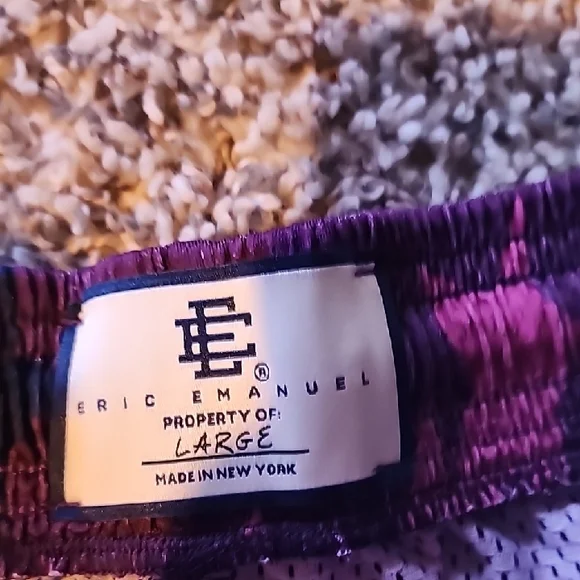 EE
®
ERIC EMANUEL
PROPERTY OF:
LARGE
MADE IN NEW YORK